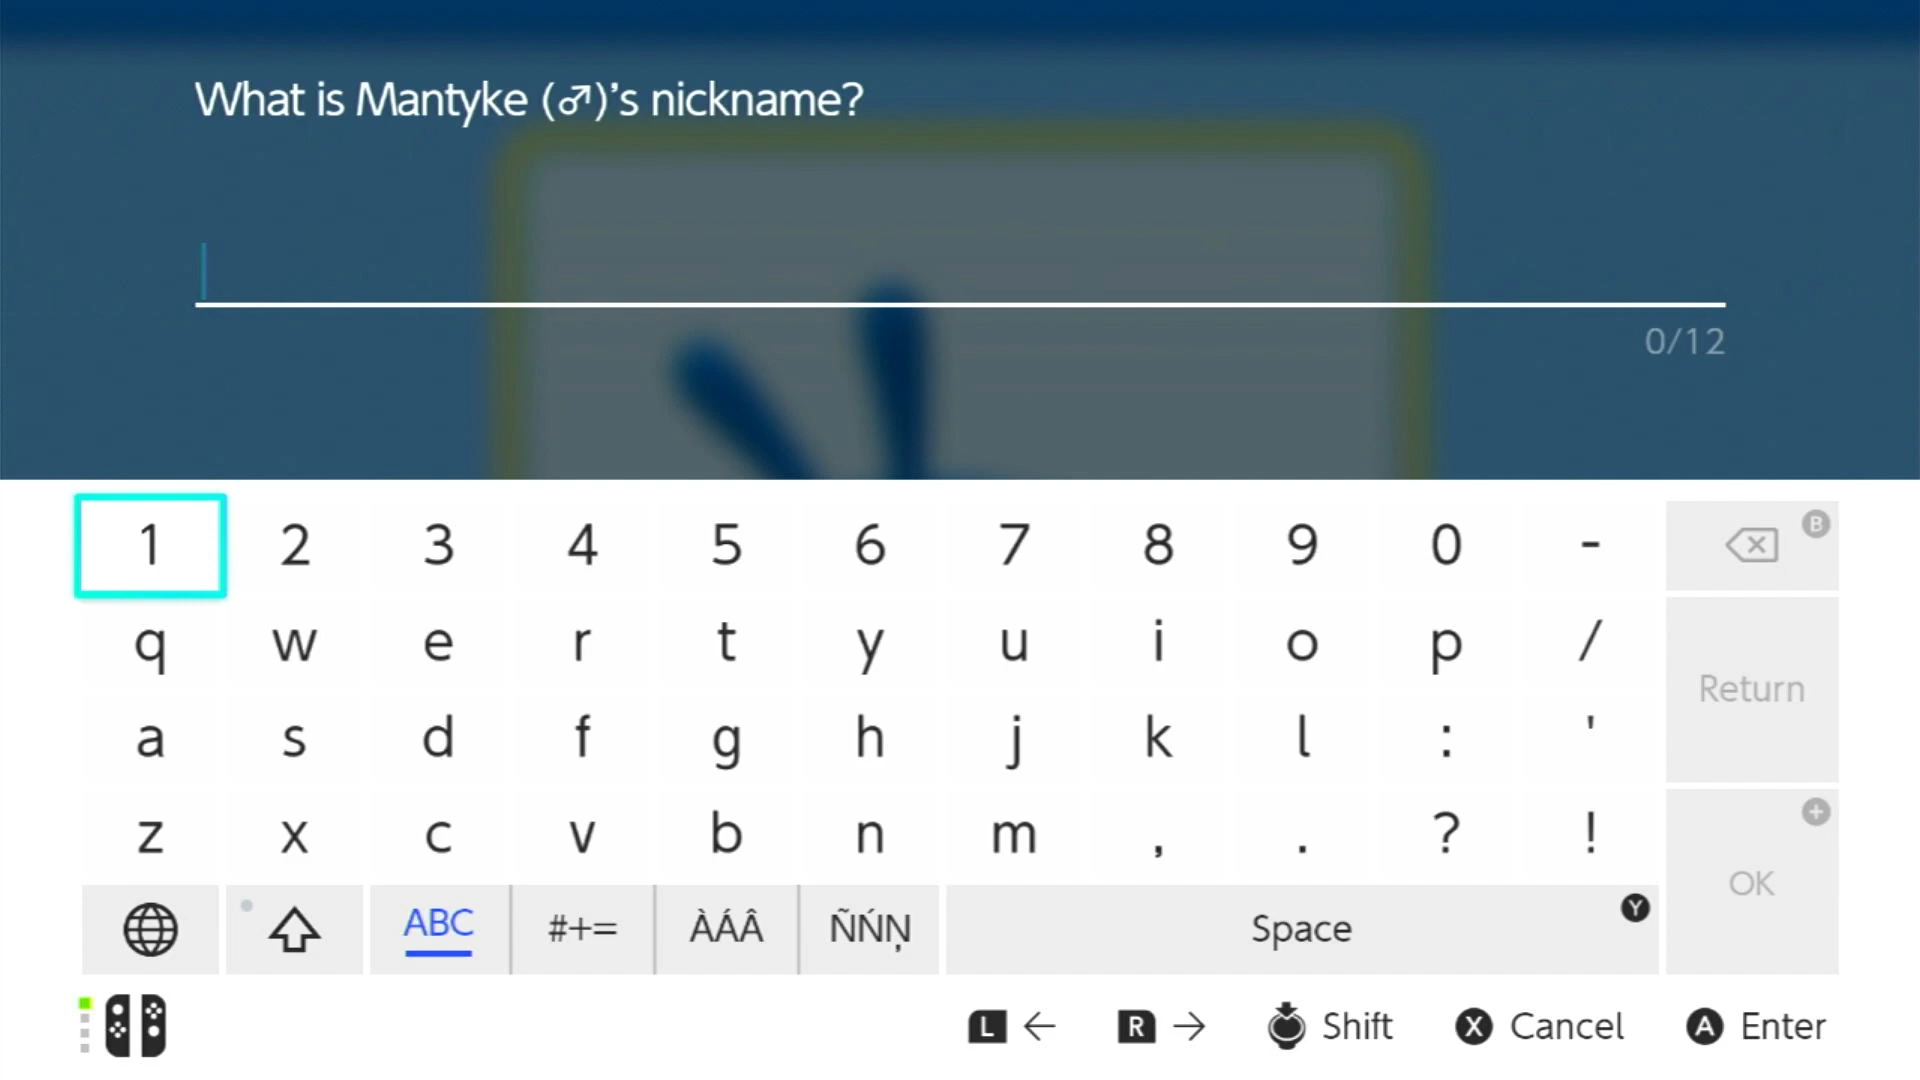 What is Mantyke (♂)'s nickname?
0/12
1 2 3 4 5 6 7 8 9 0 - B
q w e r t y u i o p /
Return
a s d f g h j k l : '
z x c v b n m , . ? ! +
OK
ABC #+= ÀÁÂ ÑŃŅ Space Y
L ← R → Shift X Cancel A Enter